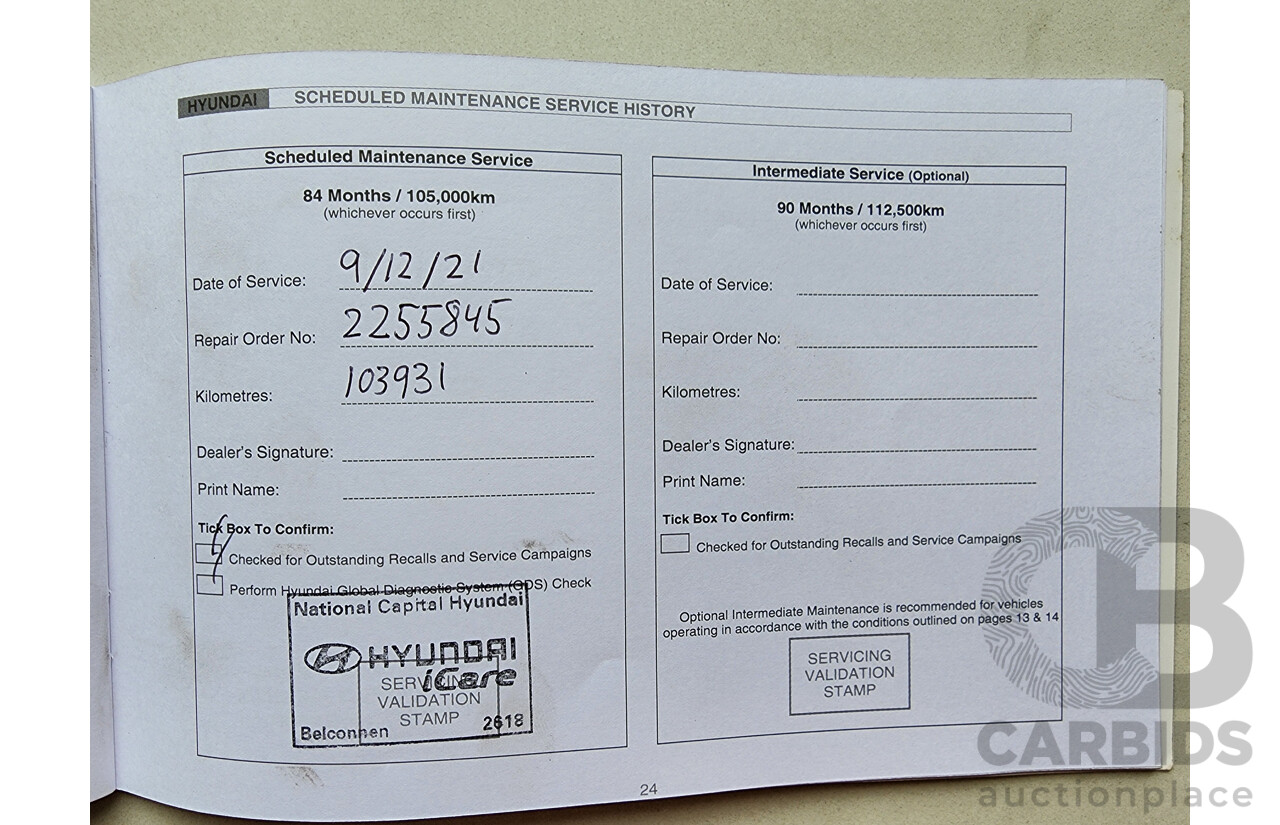 HYUNDAI SCHEDULED MAINTENANCE SERVICE HISTORY
Scheduled Maintenance Service
84 Months / 105,000km
(whichever occurs first)
Date of Service: 9/12/21
Repair Order No: 2255845
Kilometres: 103931
Dealer's Signature:
Print Name:
Tick Box To Confirm:
Checked for Outstanding Recalls and Service Campaigns
Perform Hyundai Global Diagnostic System (GDS) Check
National Capital Hyundai
HYUNDAI
iCare
SERVICING
VALIDATION
STAMP
Belconnen 2618
Intermediate Service (Optional)
90 Months / 112,500km
(whichever occurs first)
Date of Service:
Repair Order No:
Kilometres:
Dealer's Signature:
Print Name:
Tick Box To Confirm:
Checked for Outstanding Recalls and Service Campaigns
Optional Intermediate Maintenance is recommended for vehicles
operating in accordance with the conditions outlined on pages 13 & 14
SERVICING
VALIDATION
STAMP
24
CB
CARBIDS
auctionplace